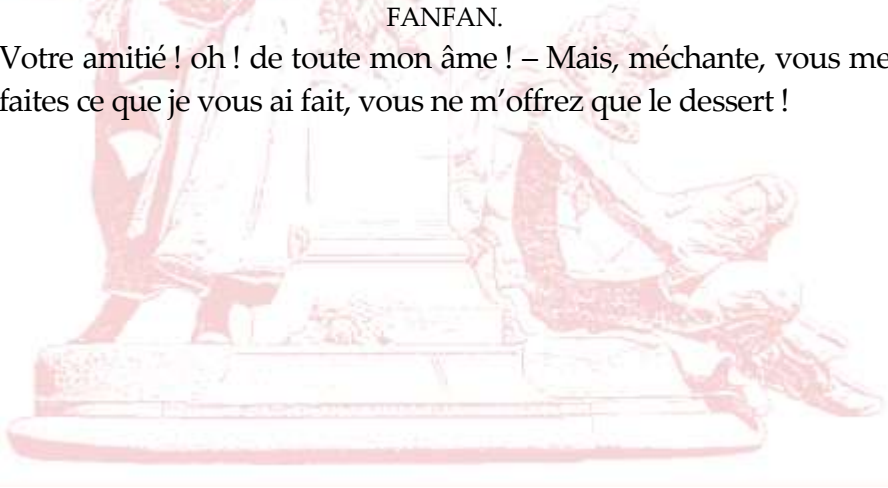 FANFAN.
Votre amitié ! oh ! de toute mon âme ! – Mais, méchante, vous me
faites ce que je vous ai fait, vous ne m’offrez que le dessert !